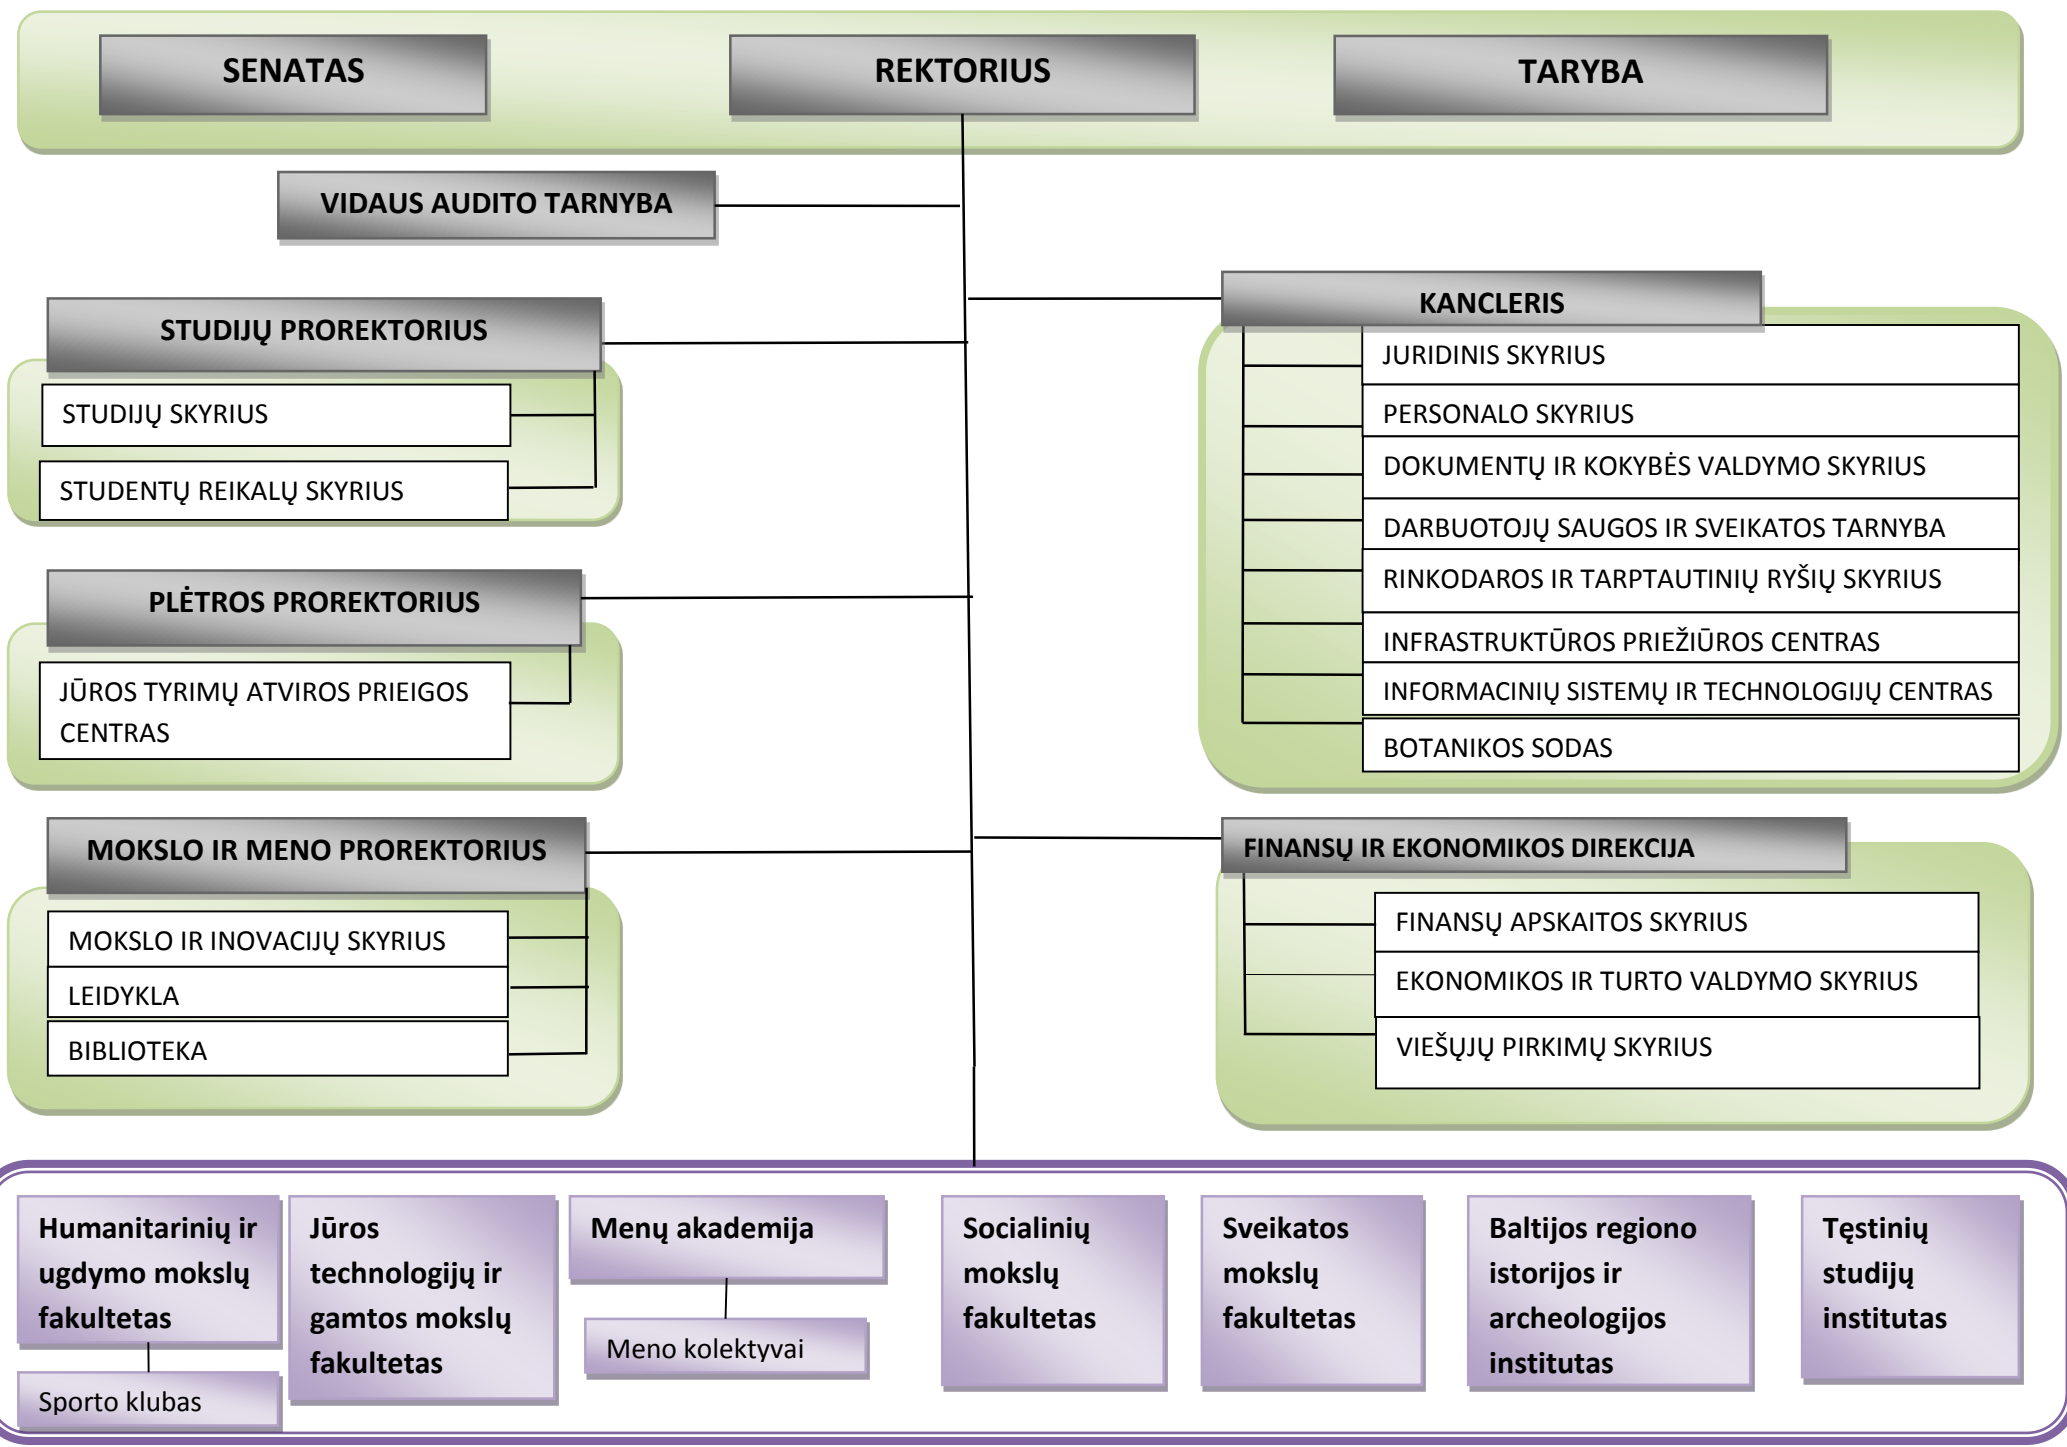 SENATAS
REKTORIUS
TARYBA
VIDAUS AUDITO TARNYBA
STUDIJŲ PROREKTORIUS
STUDIJŲ SKYRIUS
STUDENTŲ REIKALŲ SKYRIUS
PLĖTROS PROREKTORIUS
JŪROS TYRIMŲ ATVIROS PRIEIGOS
CENTRAS
MOKSLO IR MENO PROREKTORIUS
MOKSLO IR INOVACIJŲ SKYRIUS
LEIDYKLA
BIBLIOTEKA
KANCLERIS
JURIDINIS SKYRIUS
PERSONALO SKYRIUS
DOKUMENTŲ IR KOKYBĖS VALDYMO SKYRIUS
DARBUOTOJŲ SAUGOS IR SVEIKATOS TARNYBA
RINKODAROS IR TARPTAUTINIŲ RYŠIŲ SKYRIUS
INFRASTRUKTŪROS PRIEŽIŪROS CENTRAS
INFORMACINIŲ SISTEMŲ IR TECHNOLOGIJŲ CENTRAS
BOTANIKOS SODAS
FINANSŲ IR EKONOMIKOS DIREKCIJA
FINANSŲ APSKAITOS SKYRIUS
EKONOMIKOS IR TURTO VALDYMO SKYRIUS
VIEŠŲJŲ PIRKIMŲ SKYRIUS
Humanitarinių ir
ugdymo mokslų
fakultetas
Sporto klubas
Jūros
technologijų ir
gamtos mokslų
fakultetas
Menų akademija
Meno kolektyvai
Socialinių
mokslų
fakultetas
Sveikatos
mokslų
fakultetas
Baltijos regiono
istorijos ir
archeologijos
institutas
Tęstinių
studijų
institutas